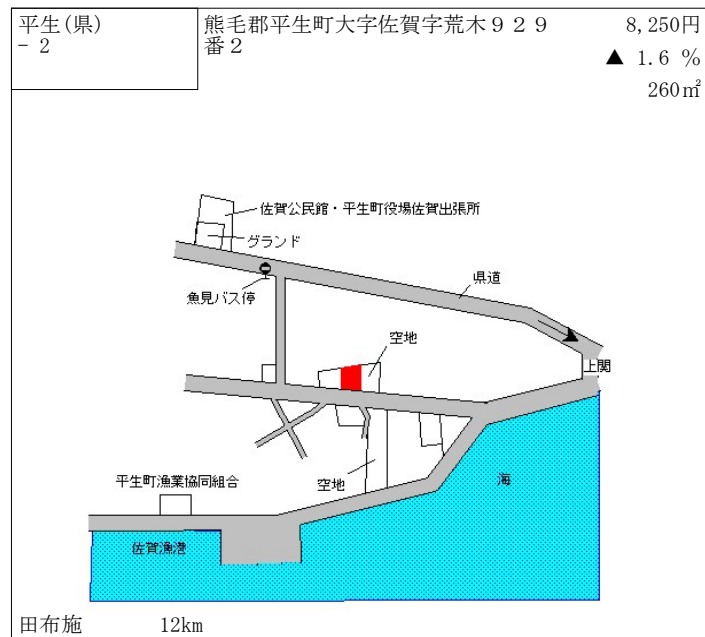 平生(県)
- 2
熊毛郡平生町大字佐賀字荒木９２９
番２
8,250円
▲ 1.6 %
260㎡
佐賀公民館・平生町役場佐賀出張所
グランド
魚見バス停
県道
空地
上関
平生町漁業協同組合
空地
海
佐賀漁港
田布施 12km